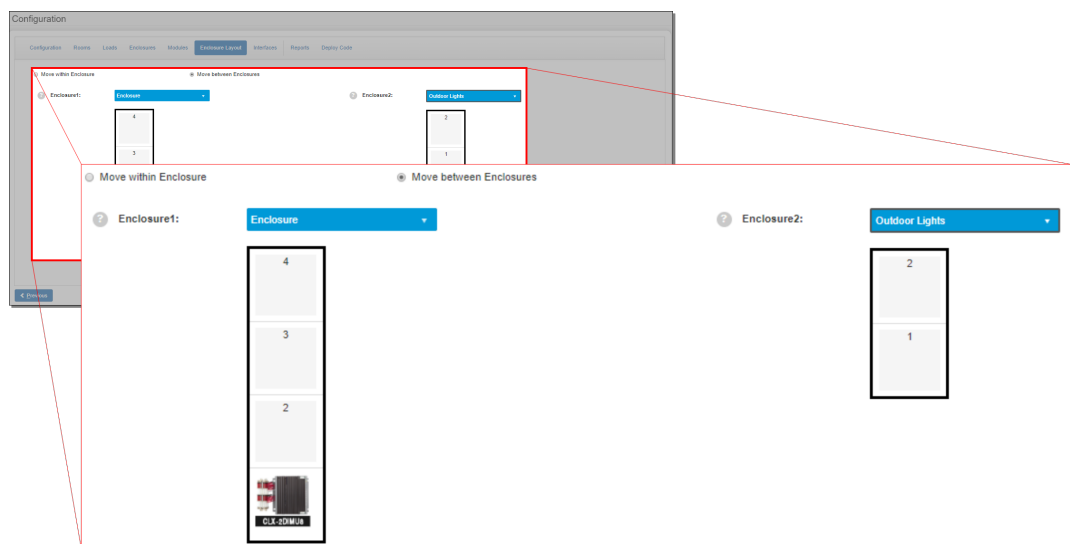 Configuration
Configuration Rooms Loads Enclosures Modules Enclosure Layout Interfaces Reports Deploy Code
Move within Enclosure Move between Enclosures
? Enclosure1: Enclosure ? Enclosure2: Outdoor Lights
4 2
3 1
Previous
Move within Enclosure Move between Enclosures
? Enclosure1: Enclosure ? Enclosure2: Outdoor Lights
4 2
3 1
2
CLX-2DIMU8